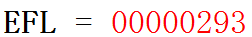 EFL = 00000293